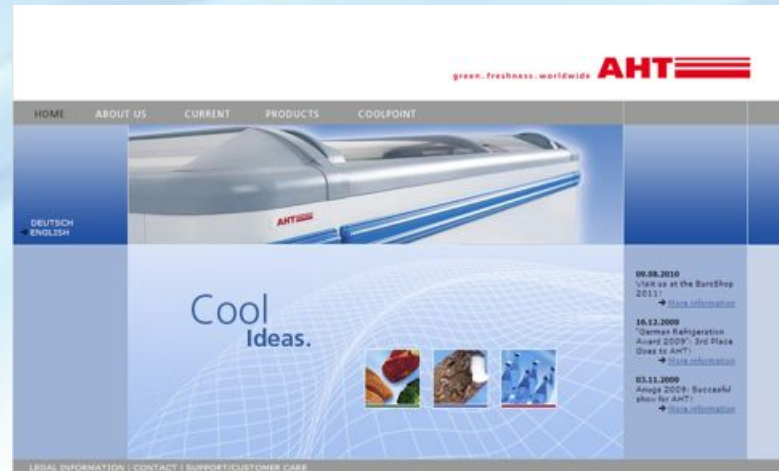 green.freshness.worldwide AHT
HOME ABOUT US CURRENT PRODUCTS COOLPOINT
AHT
DEUTSCH
ENGLISH
Cool
Ideas.
09.08.2010
Visit us at the EuroShop
2011!
More information
16.12.2009
"German Refrigeration
Award 2009": 3rd Place
Goes to AHT!
More information
03.11.2009
Anuga 2009: Succesful
show for AHT!
More information
LEGAL INFORMATION | CONTACT | SUPPORT/CUSTOMER CARE